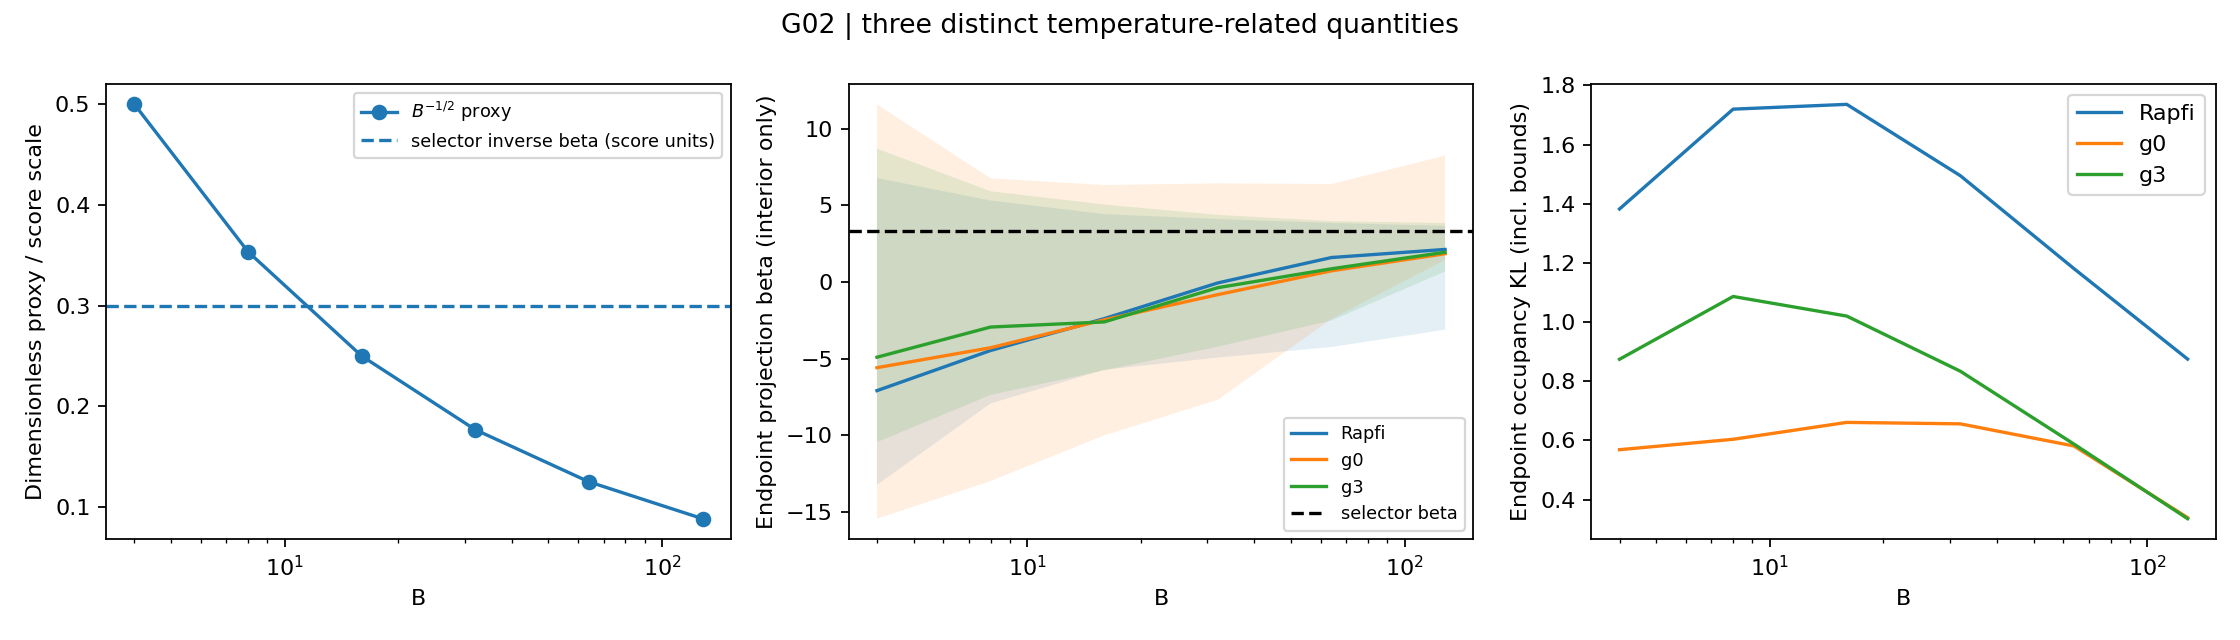 G02 | three distinct temperature-related quantities
Dimensionless proxy / score scale
0.5
0.4
0.3
0.2
0.1
B^{-1/2} proxy
selector inverse beta (score units)
10^1
10^2
B
Endpoint projection beta (interior only)
10
5
0
−5
−10
−15
Rapfi
g0
g3
selector beta
10^1
10^2
B
Endpoint occupancy KL (incl. bounds)
1.8
1.6
1.4
1.2
1.0
0.8
0.6
0.4
Rapfi
g0
g3
10^1
10^2
B